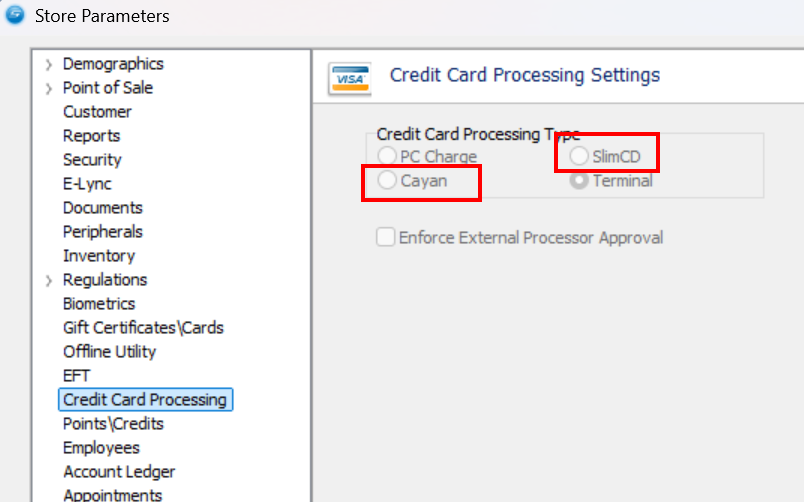 Store Parameters
Demographics
Point of Sale
Customer
Reports
Security
E-Lync
Documents
Peripherals
Inventory
Regulations
Biometrics
Gift Certificates\Cards
Offline Utility
EFT
Credit Card Processing
Points\Credits
Employees
Account Ledger
Appointments
VISA
Credit Card Processing Settings
Credit Card Processing Type
PC Charge
SlimCD
Cayan
Terminal
Enforce External Processor Approval